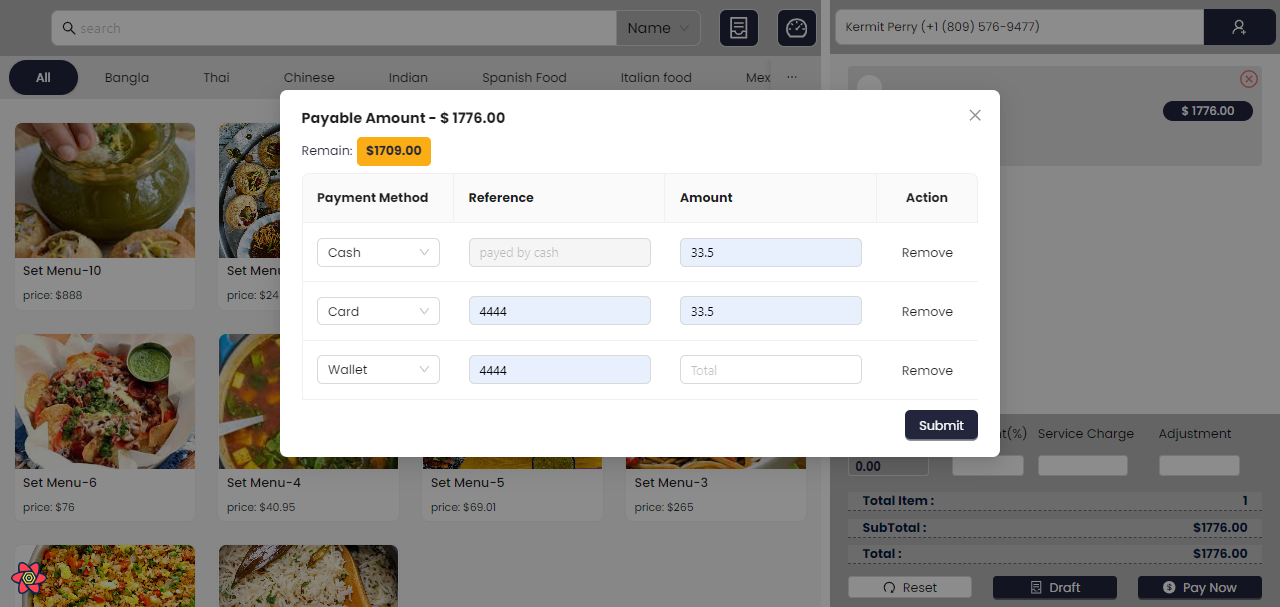 search
Name
Kermit Perry (+1 (809) 576-9477)
All
Bangla
Thai
Chinese
Indian
Spanish Food
Italian food
Mex
...
$ 1776.00
Payable Amount - $ 1776.00
Remain: $1709.00
Payment Method Reference Amount Action
Cash payed by cash 33.5 Remove
Card 4444 33.5 Remove
Wallet 4444 Total Remove
Submit
Set Menu-10
price: $888
Set Men
price: $24
Set Menu-6
price: $76
Set Menu-4
price: $40.95
Set Menu-5
price: $69.01
Set Menu-3
price: $265
t(%) Service Charge Adjustment
0.00
Total Item : 1
SubTotal : $1776.00
Total : $1776.00
Reset Draft Pay Now